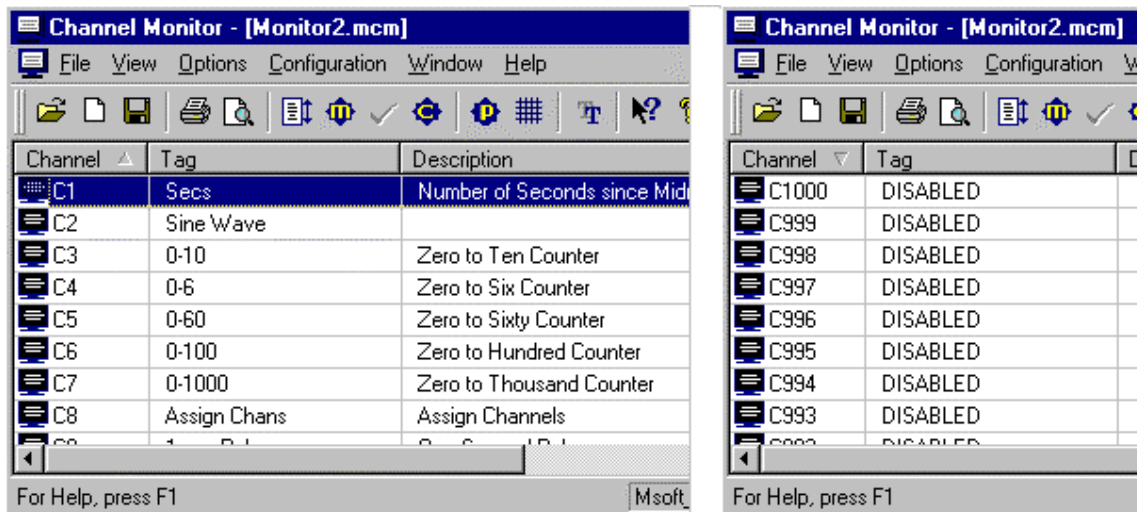 Channel Monitor - [Monitor2.mcm]
File View Options Configuration Window Help
Channel Tag Description
C1 Secs Number of Seconds since
C2 Sine Wave
C3 0-10 Zero to Ten Counter
C4 0-6 Zero to Six Counter
C5 0-60 Zero to Sixty Counter
C6 0-100 Zero to Hundred Counter
C7 0-1000 Zero to Thousand Counter
C8 Assign Chans Assign Channels
For Help, press F1 Msoft_
Channel Monitor - [Monitor2.mcm]
File View Options Configuration
Channel Tag
C1000 DISABLED
C999 DISABLED
C998 DISABLED
C997 DISABLED
C996 DISABLED
C995 DISABLED
C994 DISABLED
C993 DISABLED
For Help, press F1